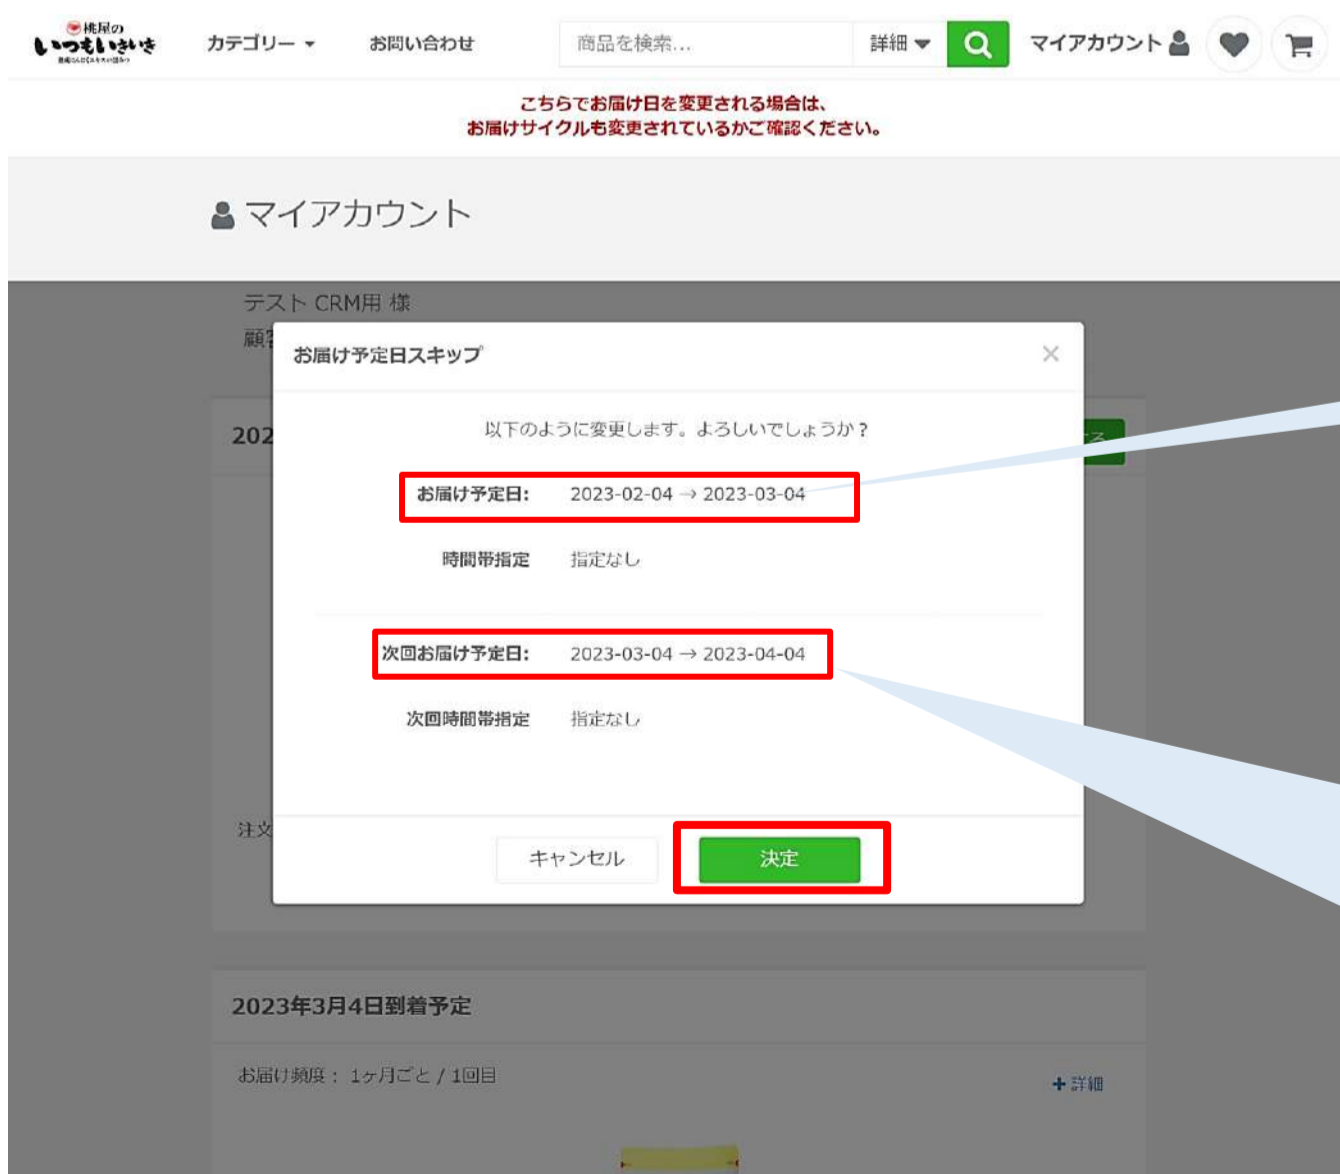 桃屋の
いつもいきいき
カテゴリー
お問い合わせ
商品を検索...
詳細
マイアカウント
こちらでお届け日を変更される場合は、
お届けサイクルも変更されているかご確認ください。
マイアカウント
テスト CRM用 様
顧客
お届け予定日スキップ
×
202
以下のように変更します。よろしいでしょうか？
する
お届け予定日: 2023-02-04 → 2023-03-04
時間帯指定 指定なし
次回お届け予定日: 2023-03-04 → 2023-04-04
次回時間帯指定 指定なし
注文
キャンセル
決定
2023年3月4日到着予定
お届け頻度： 1ヶ月ごと / 1回目
+ 詳細